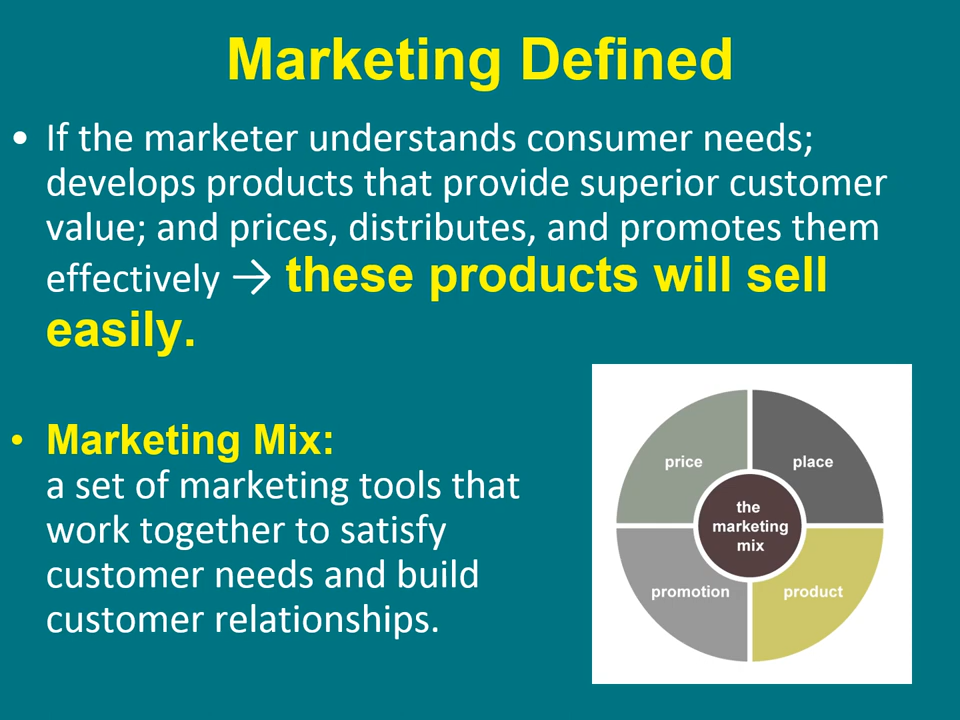 Marketing Defined
• If the marketer understands consumer needs;
develops products that provide superior customer
value; and prices, distributes, and promotes them
effectively → these products will sell
easily.
• Marketing Mix:
a set of marketing tools that
work together to satisfy
customer needs and build
customer relationships.
price
place
the
marketing
mix
promotion
product